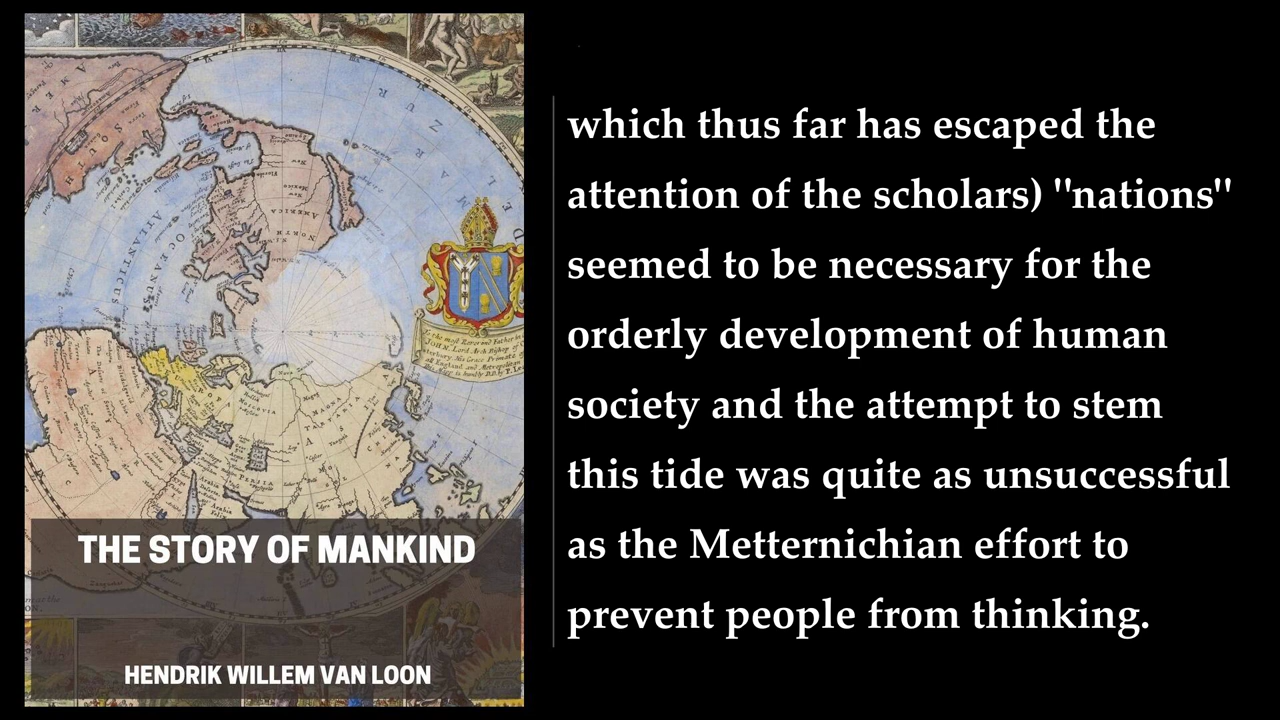 THE STORY OF MANKIND
HENDRIK WILLEM VAN LOON
which thus far has escaped the
attention of the scholars) "nations"
seemed to be necessary for the
orderly development of human
society and the attempt to stem
this tide was quite as unsuccessful
as the Metternichian effort to
prevent people from thinking.